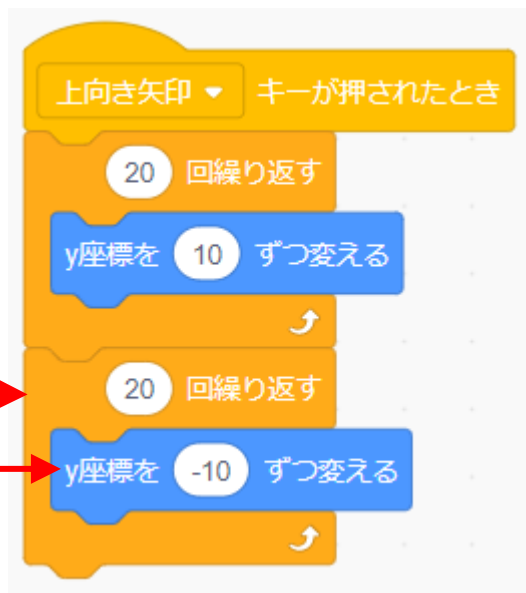 上向き矢印 キーが押されたとき
20 回繰り返す
y座標を 10 ずつ変える
20 回繰り返す
y座標を -10 ずつ変える